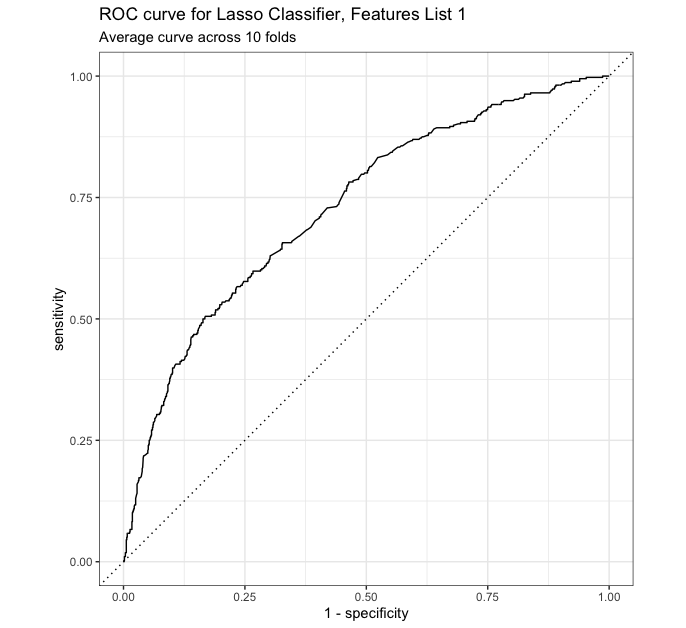 ROC curve for Lasso Classifier, Features List 1
Average curve across 10 folds
1.00
0.75
0.50
0.25
0.00
sensitivity
0.00 0.25 0.50 0.75 1.00
1 - specificity